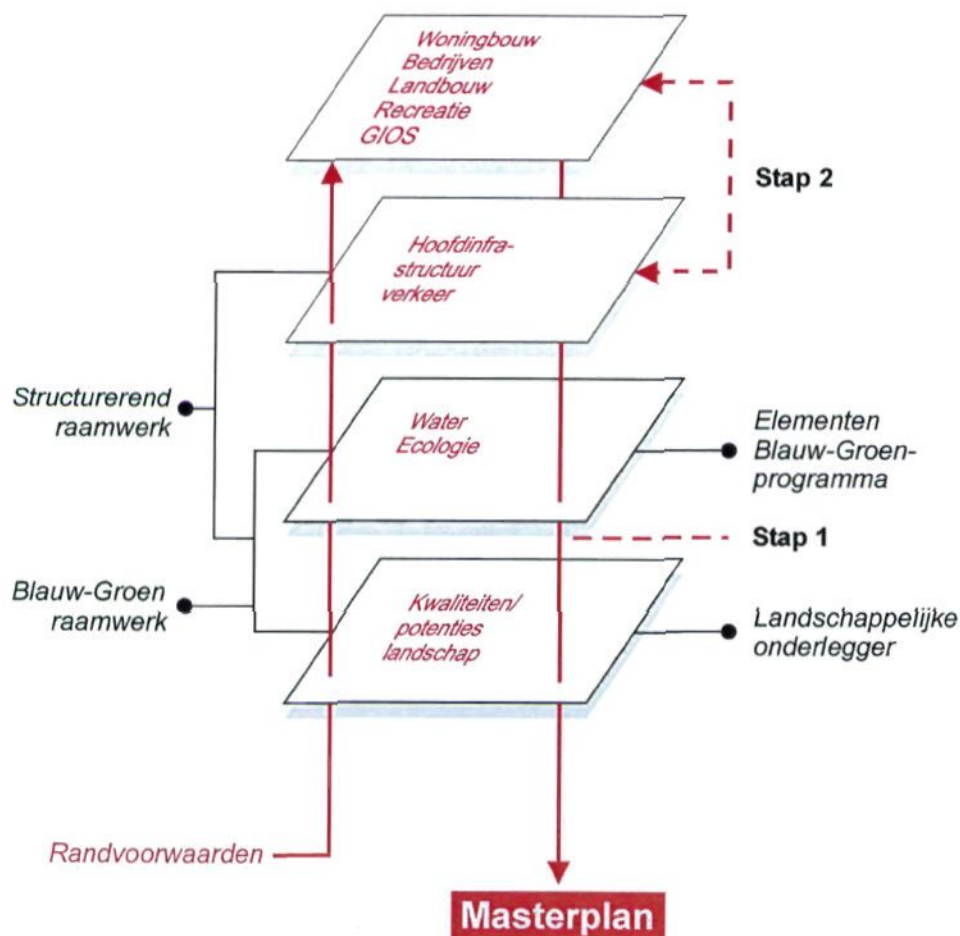 Woningbouw
Bedrijven
Landbouw
Recreatie
GIOS
Stap 2
Hoofdinfra-
structuur
verkeer
Structurerend
raamwerk
Water
Ecologie
Elementen
Blauw-Groen-
programma
Stap 1
Blauw-Groen
raamwerk
Kwaliteiten/
potenties
landschap
Landschappelijke
onderlegger
Randvoorwaarden
Masterplan